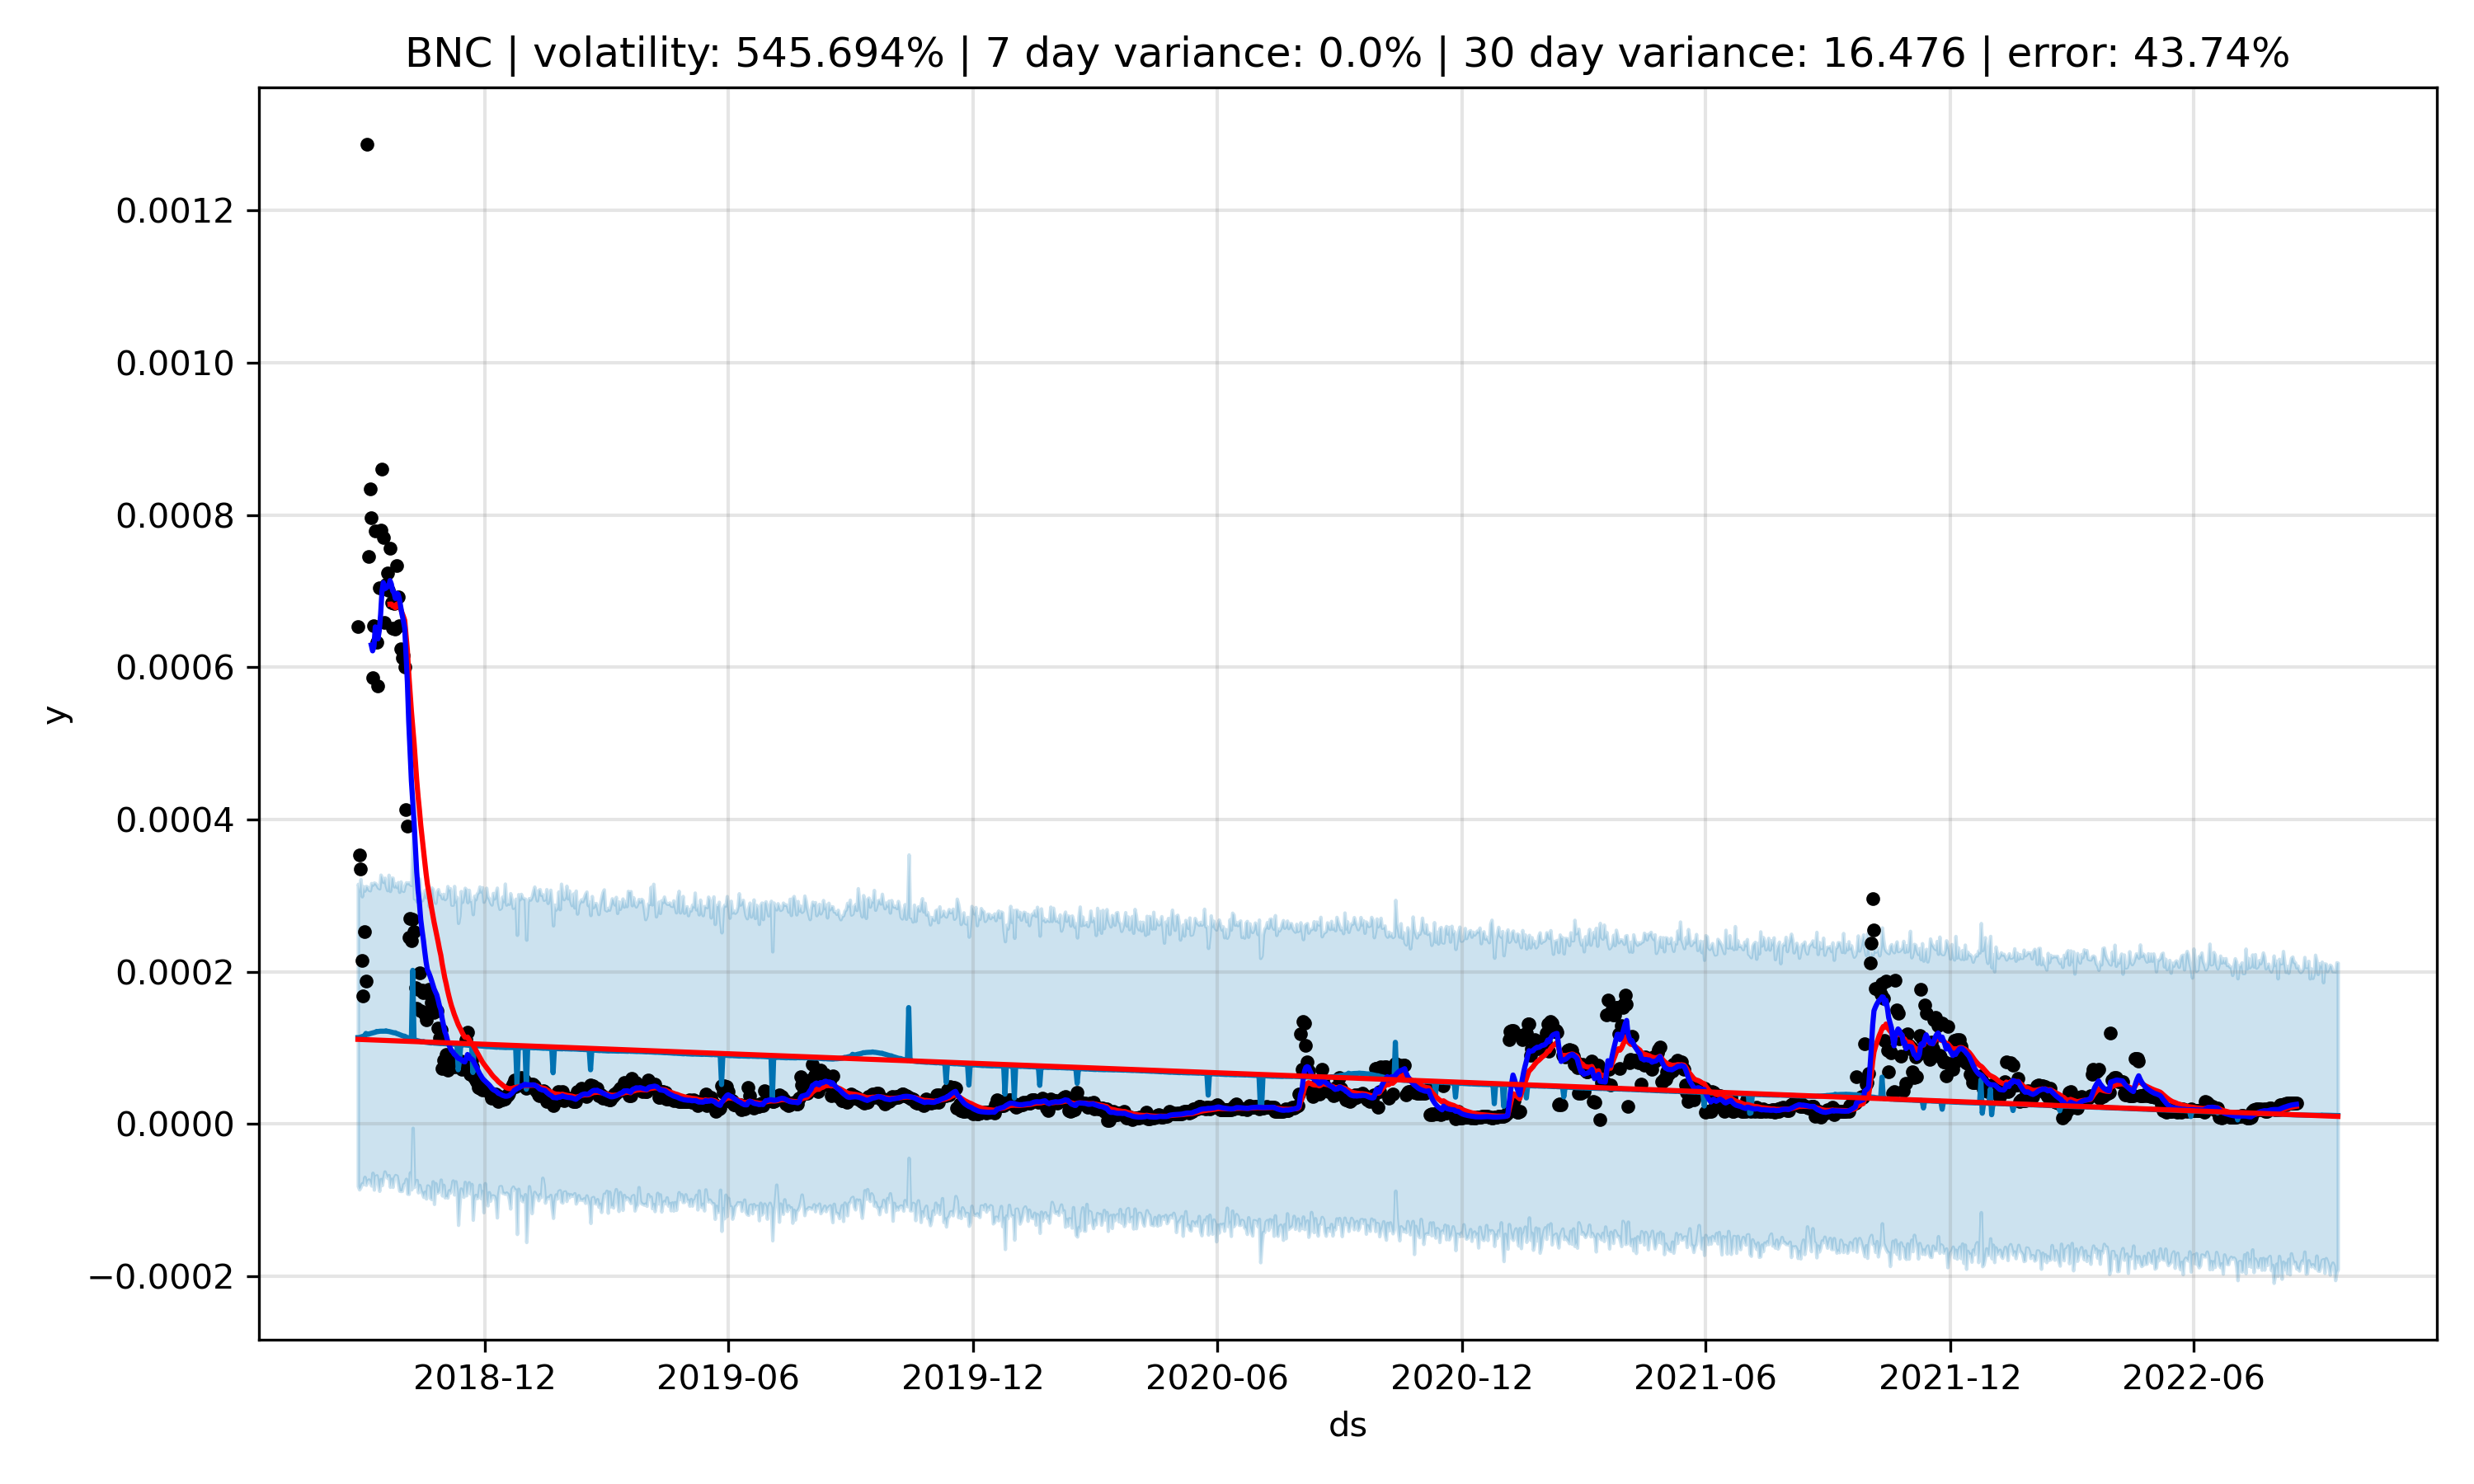 BNC | volatility: 545.694% | 7 day variance: 0.0% | 30 day variance: 16.476 | error: 43.74%
0.0012
0.0010
0.0008
0.0006
0.0004
0.0002
0.0000
−0.0002
y
2018-12 2019-06 2019-12 2020-06 2020-12 2021-06 2021-12 2022-06
ds